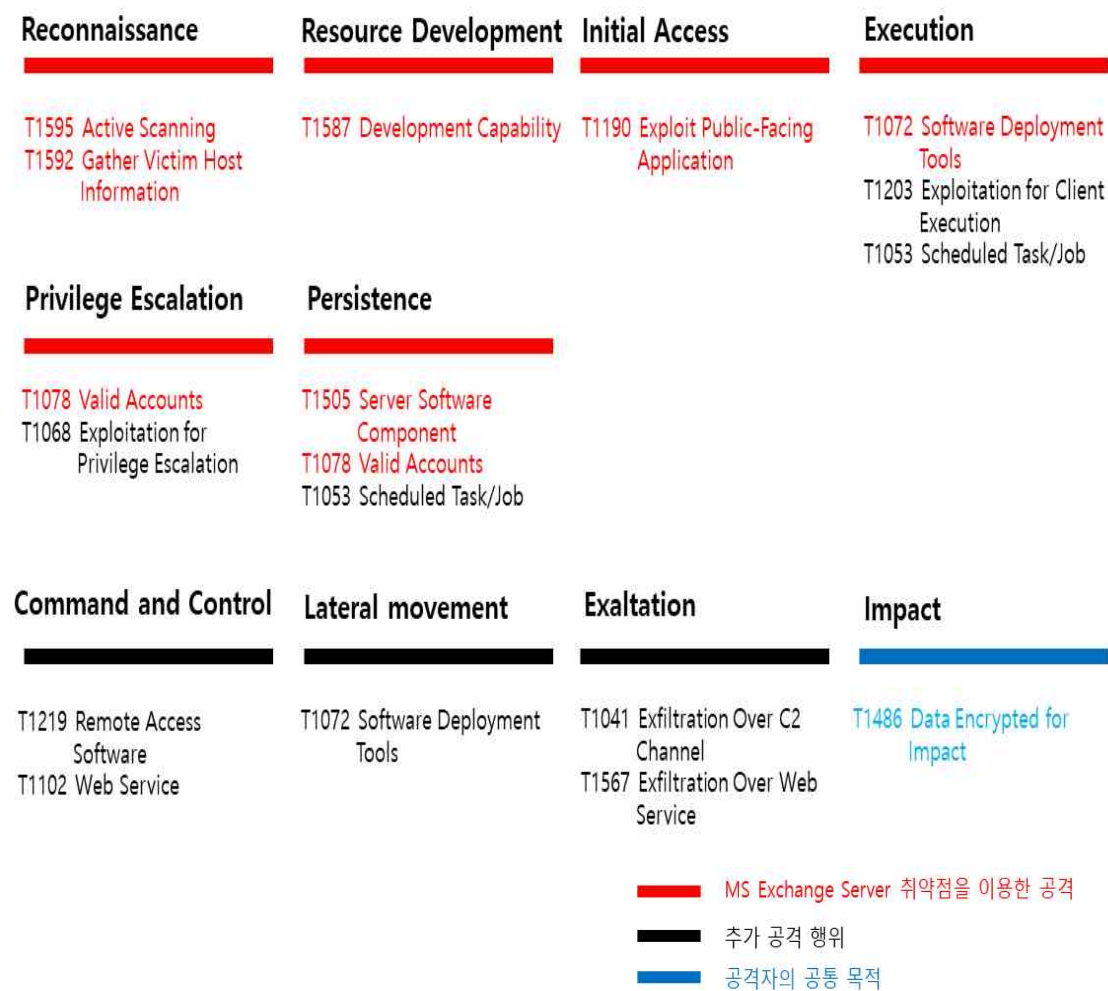 Reconnaissance
T1595 Active Scanning
T1592 Gather Victim Host
Information
Resource Development
T1587 Development Capability
Initial Access
T1190 Exploit Public-Facing
Application
Execution
T1072 Software Deployment
Tools
T1203 Exploitation for Client
Execution
T1053 Scheduled Task/Job
Privilege Escalation
T1078 Valid Accounts
T1068 Exploitation for
Privilege Escalation
Persistence
T1505 Server Software
Component
T1078 Valid Accounts
T1053 Scheduled Task/Job
Command and Control
T1219 Remote Access
Software
T1102 Web Service
Lateral movement
T1072 Software Deployment
Tools
Exaltation
T1041 Exfiltration Over C2
Channel
T1567 Exfiltration Over Web
Service
Impact
T1486 Data Encrypted for
Impact
MS Exchange Server 취약점을 이용한 공격
추가 공격 행위
공격자의 공통 목적